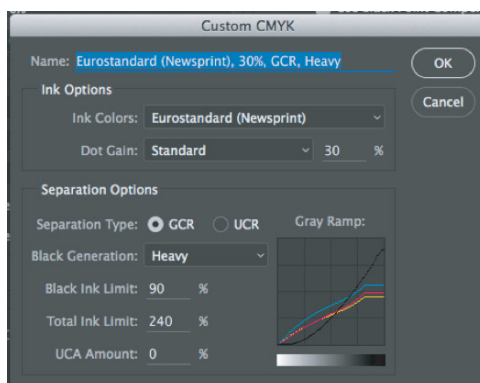 Custom CMYK
Name: Eurostandard (Newsprint), 30%, GCR, Heavy
OK
Ink Options
Cancel
Ink Colors: Eurostandard (Newsprint)
Dot Gain: Standard 30 %
Separation Options
Separation Type: GCR UCR Gray Ramp:
Black Generation: Heavy
Black Ink Limit: 90 %
Total Ink Limit: 240 %
UCA Amount: 0 %